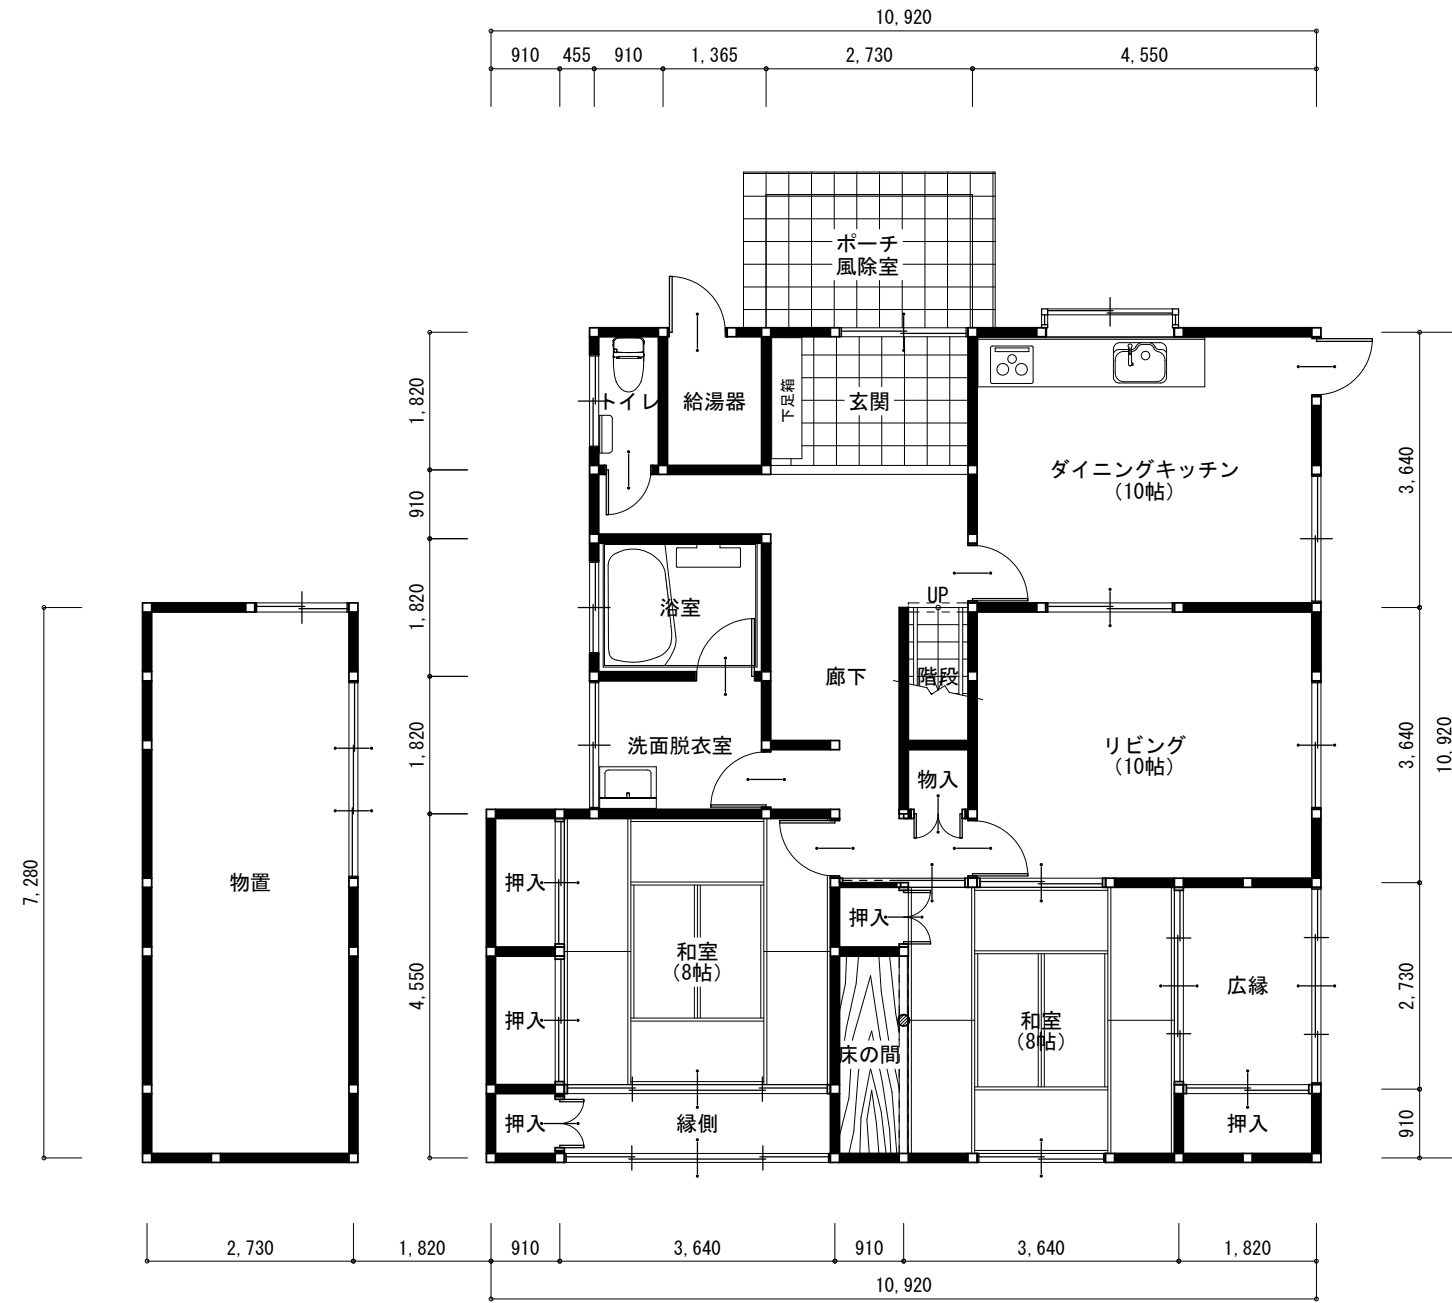 10,920
910
455
910
1,365
2,730
4,550
ポーチ
風除室
トイレ
給湯器
下足箱
玄関
1,820
ダイニングキッチン
(10帖)
3,640
910
UP
浴室
1,820
廊下
階段
洗面脱衣室
1,820
リビング
(10帖)
3,640
10,920
物入
物置
7,280
押入
押入
和室
(8帖)
4,550
押入
広縁
2,730
押入
和室
(8帖)
床の間
押入
縁側
押入
910
2,730
1,820
910
3,640
910
3,640
1,820
10,920